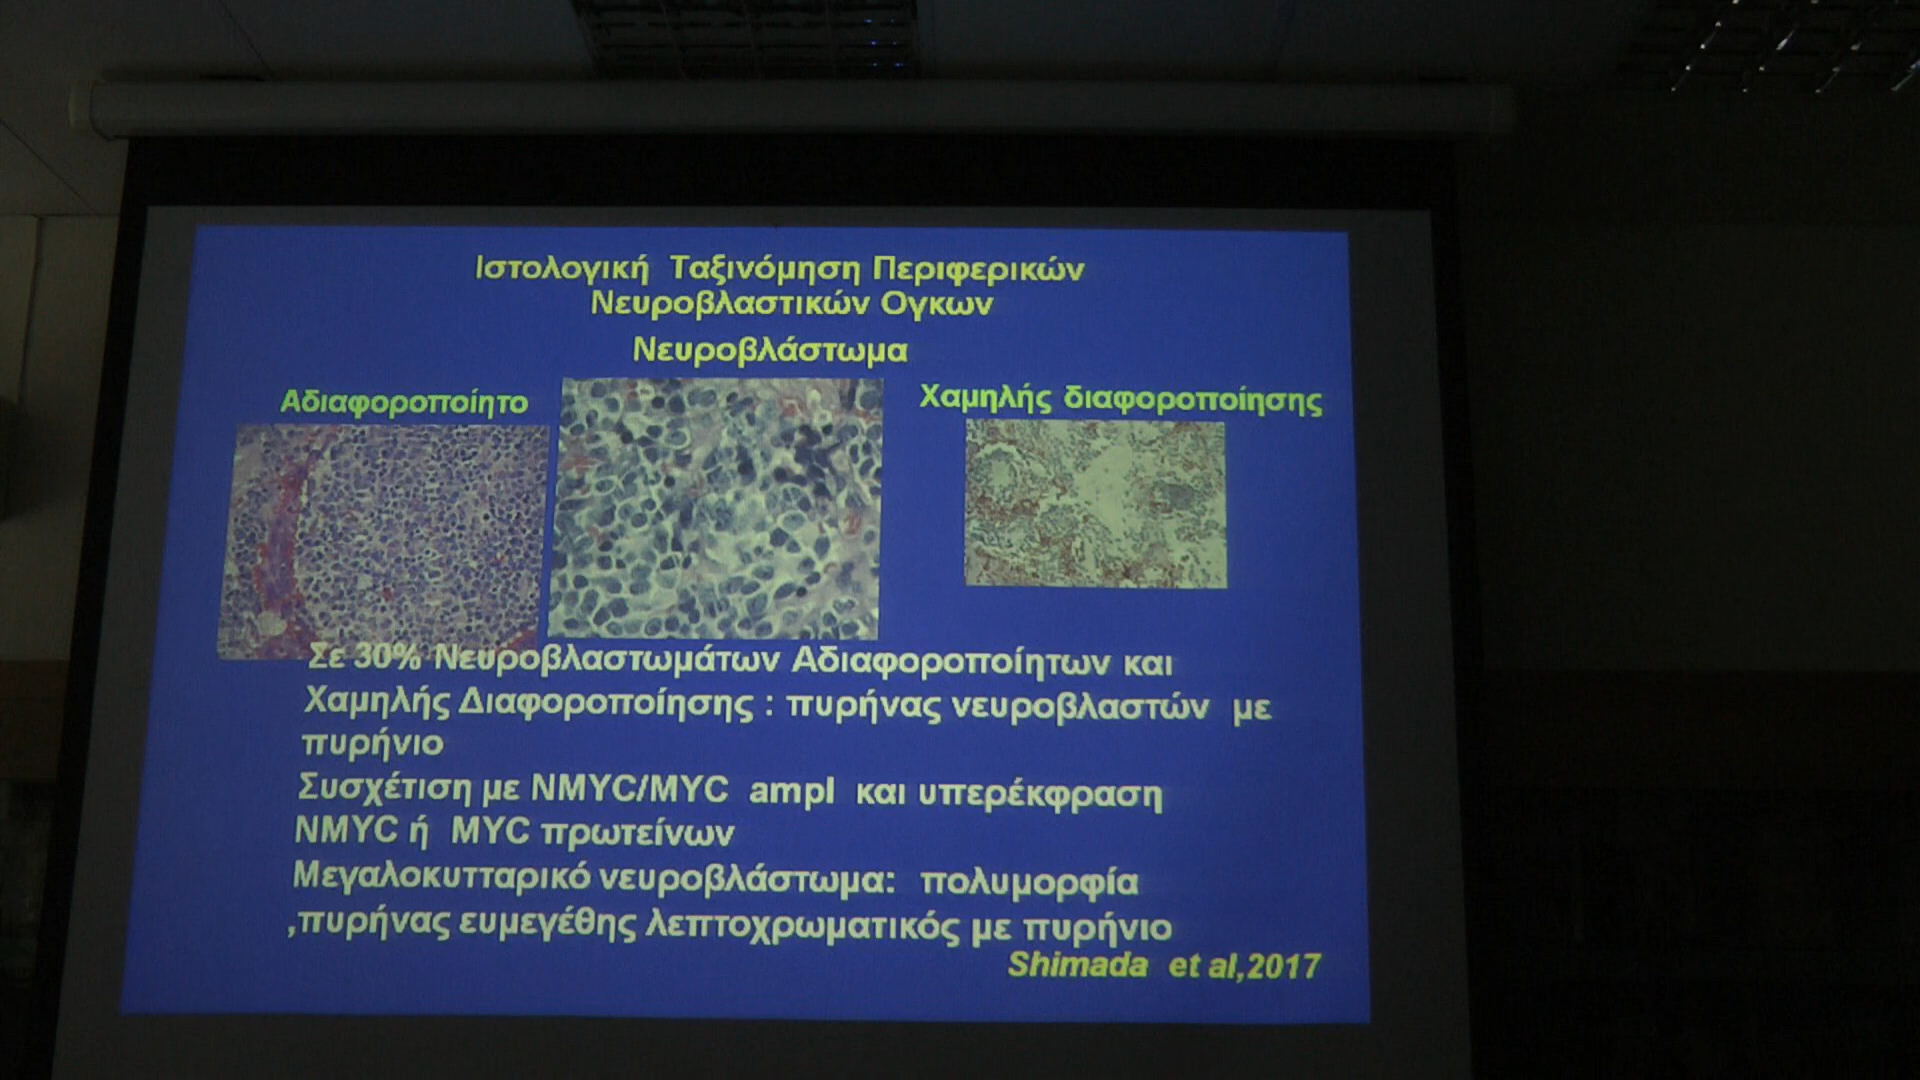 Ιστολογική Ταξινόμηση Περιφερικών
Νευροβλαστικών Ογκων
Νευροβλάστωμα
Αδιαφοροποίητο
Χαμηλής διαφοροποίησης
Σε 30% Νευροβλαστωμάτων Αδιαφοροποίητων και
Χαμηλής Διαφοροποίησης : πυρήνας νευροβλαστών με
πυρήνιο
Συσχέτιση με NMYC/MYC ampl και υπερέκφραση
NMYC ή MYC πρωτείνων
Μεγαλοκυτταρικό νευροβλάστωμα: πολυμορφία
,πυρήνας ευμεγέθης λεπτοχρωματικός με πυρήνιο
Shimada et al,2017